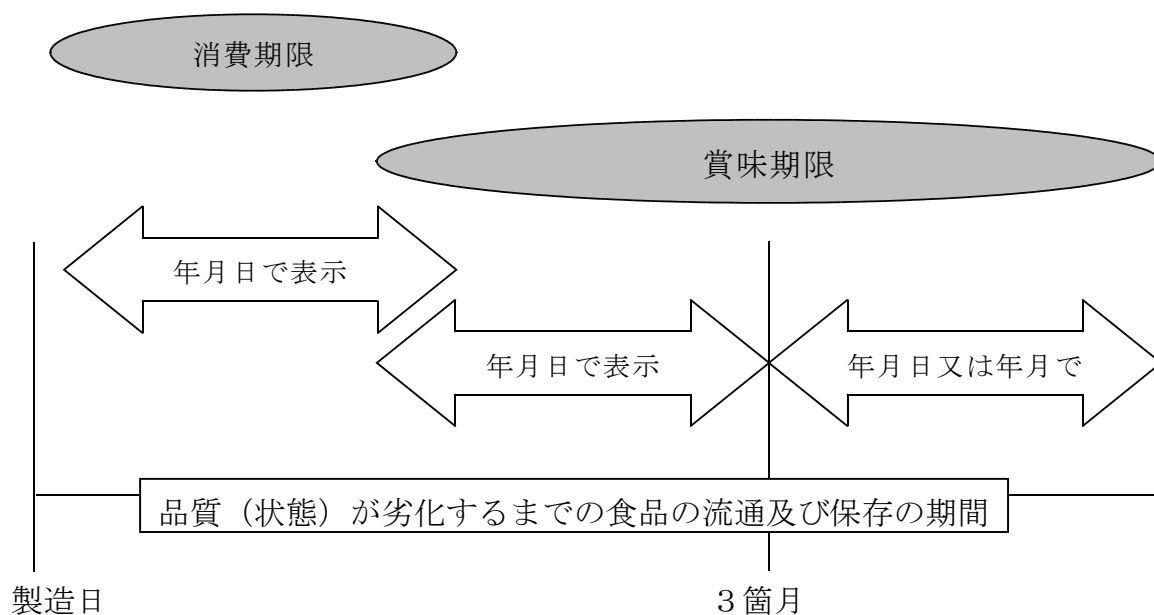 消費期限
賞味期限
年月日で表示
年月日で表示
年月日又は年月で
品質（状態）が劣化するまでの食品の流通及び保存の期間
製造日
３箇月